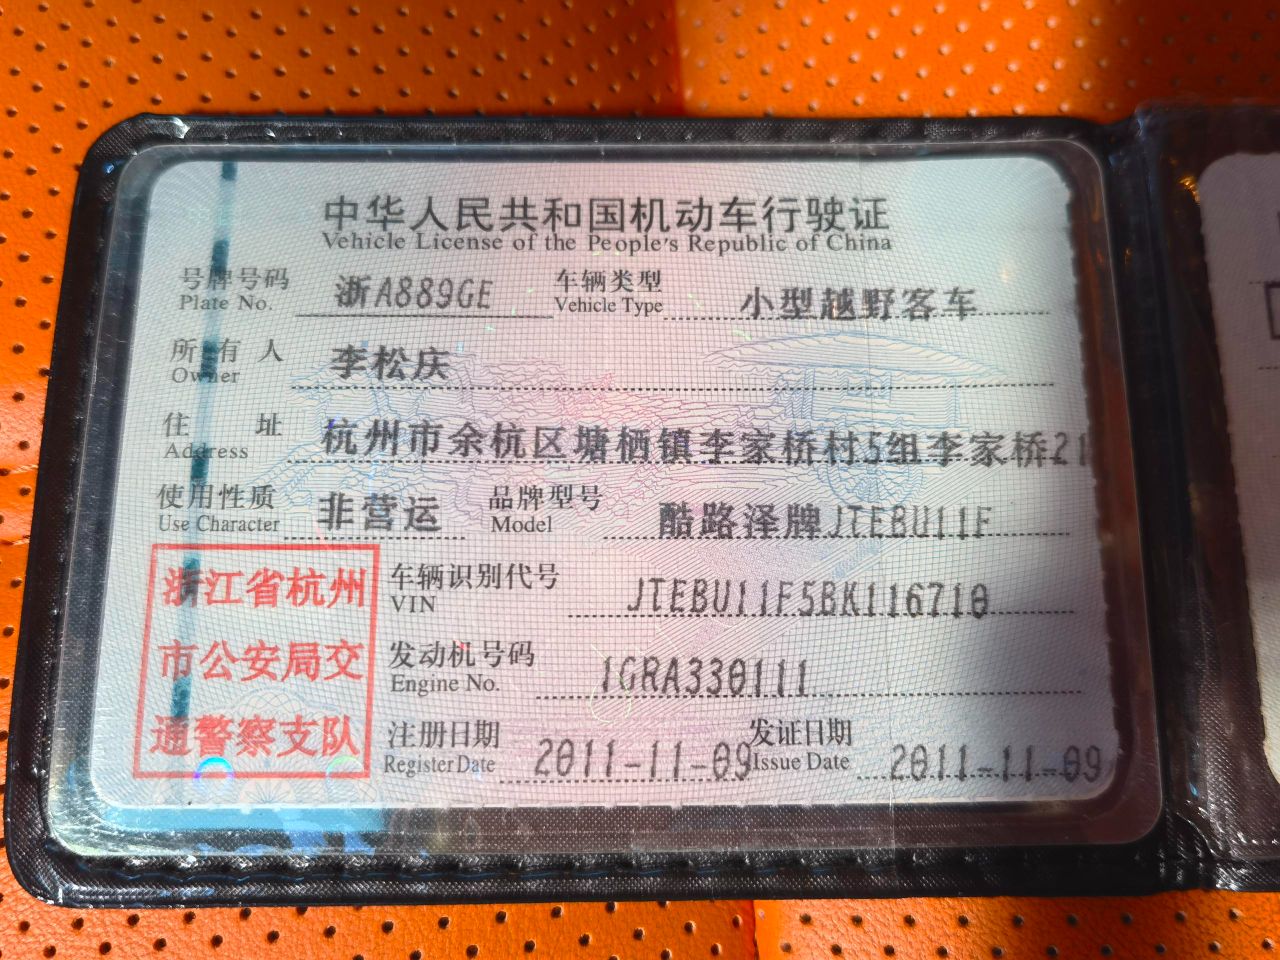 中华人民共和国机动车行驶证
Vehicle License of the People's Republic of China
号牌号码 浙A889GE 车辆类型 小型越野客车
Plate No. Vehicle Type
所有人 李松庆
Owner
住址 杭州市余杭区塘栖镇李家桥村5组李家桥21
Address
使用性质 非营运 品牌型号 酷路泽牌JTEBU11F
Use Character Model
浙江省杭州
市公安局交
通警察支队
车辆识别代号 JTEBU11F5BK116710
VIN
发动机号码 1GRA330111
Engine No.
注册日期 2011-11-09 发证日期 2011-11-09
Register Date Issue Date